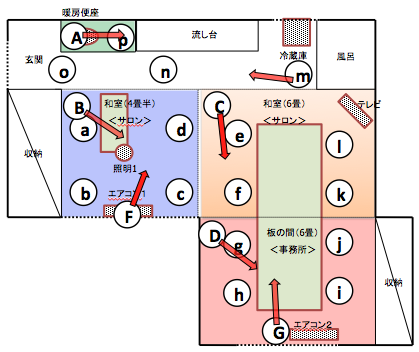 暖房便座
A
p
流し台
冷蔵庫
玄関
風呂
o
n
m
テレビ
B
和室(4畳半)
＜サロン＞
C
和室(6畳)
＜サロン＞
a
d
e
l
収納
照明1
b
c
f
k
エアコン1
F
D
g
板の間(6畳)
＜事務所＞
j
h
i
収納
G
エアコン2